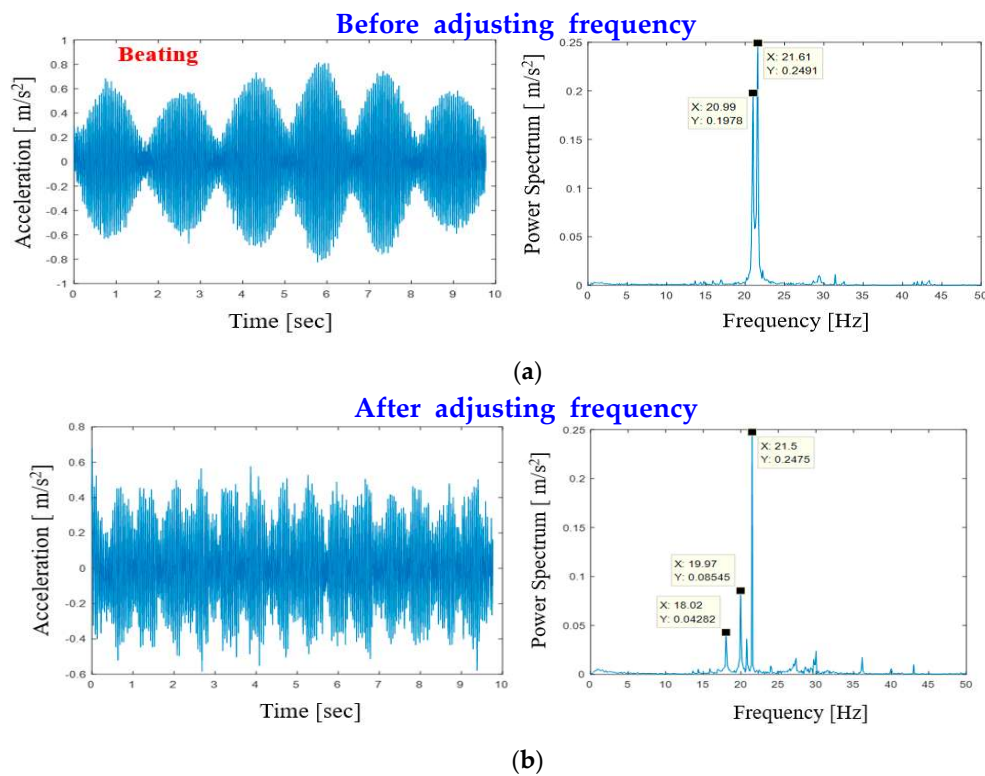 Before adjusting frequency
Beating
Acceleration [ m/s²]
1
0.8
0.6
0.4
0.2
0
-0.2
-0.4
-0.6
-0.8
-1
0 1 2 3 4 5 6 7 8 9 10
Time [sec]
Power Spectrum [ m/s²]
0.25
0.2
0.15
0.1
0.05
0
X: 21.61
Y: 0.2491
X: 20.99
Y: 0.1978
0 5 10 15 20 25 30 35 40 45 50
Frequency [Hz]
(a)
After adjusting frequency
Acceleration [ m/s²]
0.8
0.6
0.4
0.2
0
-0.2
-0.4
-0.6
0 1 2 3 4 5 6 7 8 9 10
Time [sec]
Power Spectrum [ m/s²]
0.25
0.2
0.15
0.1
0.05
0
X: 21.5
Y: 0.2475
X: 19.97
Y: 0.08545
X: 18.02
Y: 0.04282
0 5 10 15 20 25 30 35 40 45 50
Frequency [Hz]
(b)